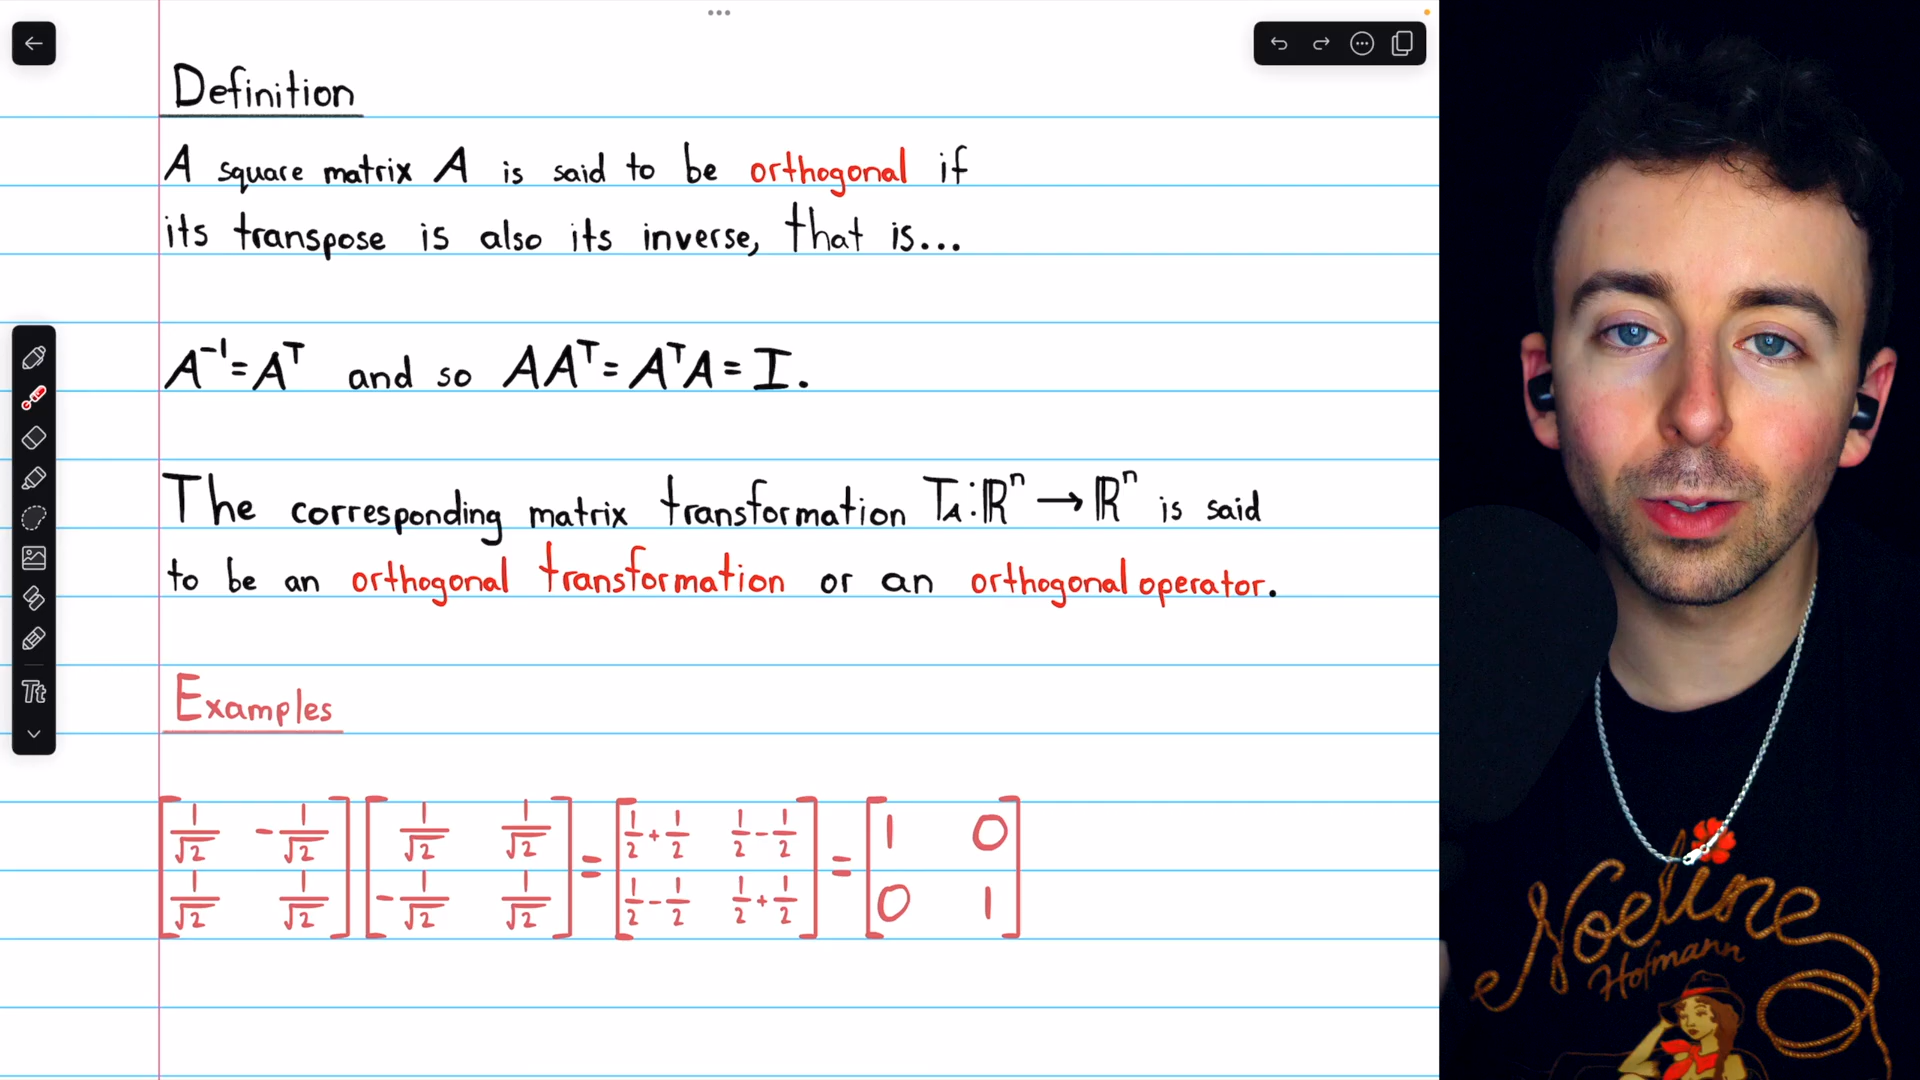 Definition
A square matrix A is said to be orthogonal if
its transpose is also its inverse, that is...
A⁻¹=Aᵀ and so AAᵀ=AᵀA=I.
The corresponding matrix transformation T_A:ℝⁿ→ℝⁿ is said
to be an orthogonal transformation or an orthogonal operator.
Examples
[1/√2 -1/√2; 1/√2 1/√2][1/√2 1/√2; -1/√2 1/√2]=[1/2+1/2 1/2-1/2; 1/2-1/2 1/2+1/2]=[1 0; 0 1]
Tt
Noeline
Hofmann